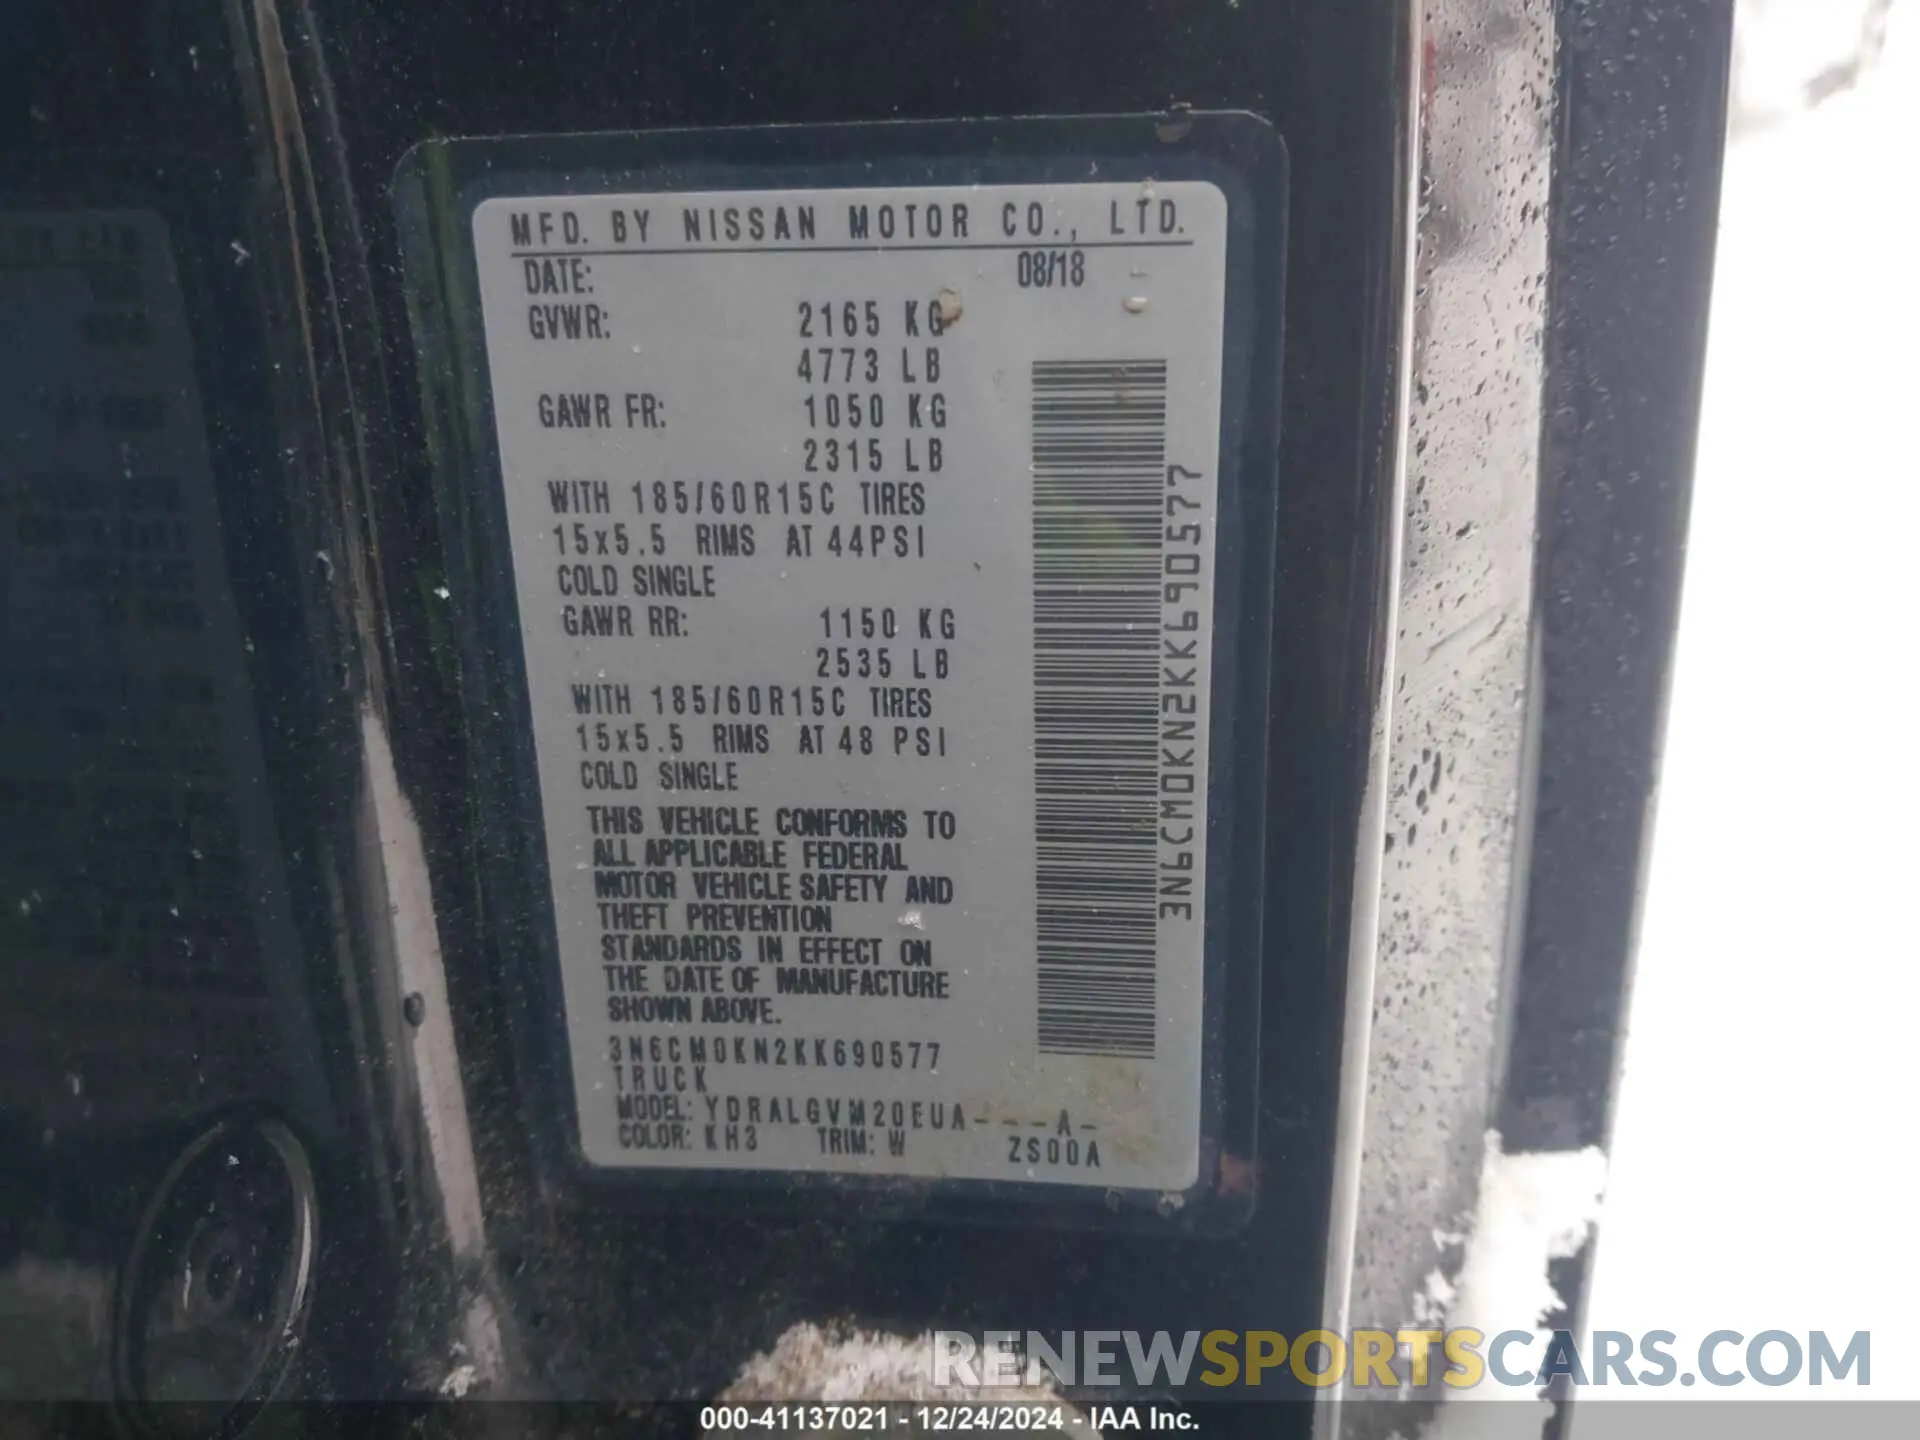 MFD. BY NISSAN MOTOR CO., LTD.
DATE: 08/18
GVWR: 2165 KG
4773 LB
GAWR FR: 1050 KG
2315 LB
WITH 185/60R15C TIRES
15x5.5 RIMS AT 44PSI
COLD SINGLE
GAWR RR: 1150 KG
2535 LB
WITH 185/60R15C TIRES
15x5.5 RIMS AT 48 PSI
COLD SINGLE
THIS VEHICLE CONFORMS TO
ALL APPLICABLE FEDERAL
MOTOR VEHICLE SAFETY AND
THEFT PREVENTION
STANDARDS IN EFFECT ON
THE DATE OF MANUFACTURE
SHOWN ABOVE.
3N6CM0KN2KK690577
TRUCK
MODEL: YDRALGVM20EUA---A-
COLOR: KH3 TRIM: W ZS00A
3N6CM0KN2KK690577
RENEWSPORTSCARS.COM
000-41137021 - 12/24/2024 - IAA Inc.